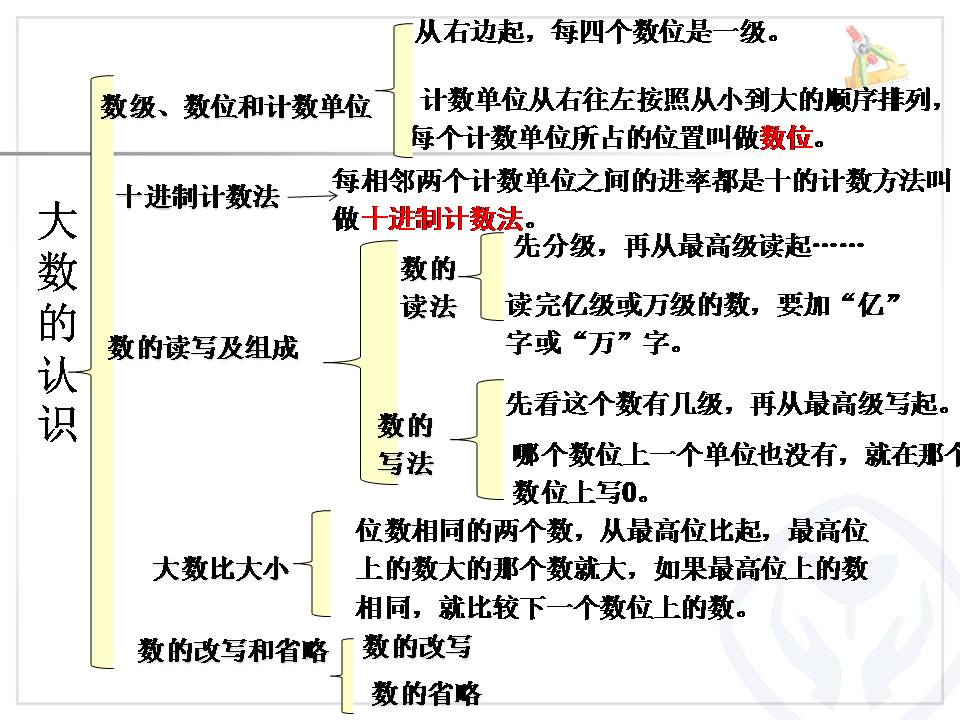 大数的认识
数级、数位和计数单位
从右边起，每四个数位是一级。
计数单位从右往左按照从小到大的顺序排列，
每个计数单位所占的位置叫做数位。
十进制计数法
每相邻两个计数单位之间的进率都是十的计数方法叫
做十进制计数法。
数的读写及组成
数的
读法
先分级，再从最高级读起……
读完亿级或万级的数，要加“亿”
字或“万”字。
数的
写法
先看这个数有几级，再从最高级写起。
哪个数位上一个单位也没有，就在那个
数位上写0。
大数比大小
位数相同的两个数，从最高位比起，最高位
上的数大的那个数就大，如果最高位上的数
相同，就比较下一个数位上的数。
数的改写和省略
数的改写
数的省略